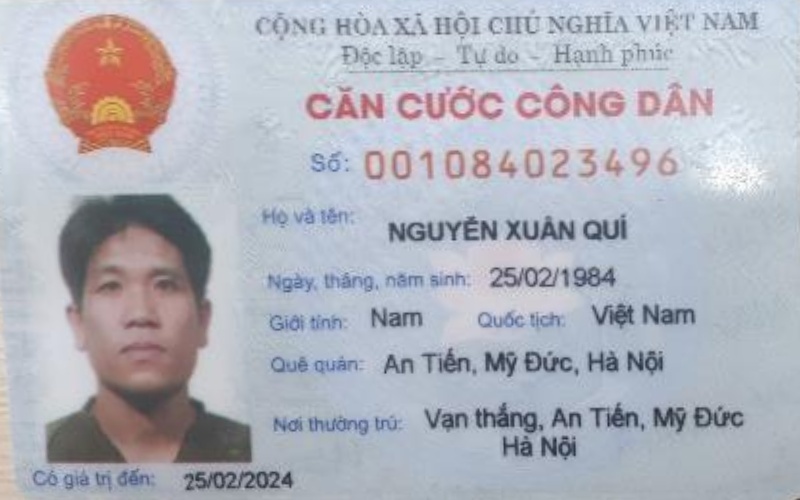 CỘNG HÒA XÃ HỘI CHỦ NGHĨA VIỆT NAM
Độc lập – Tự do – Hạnh phúc
CĂN CƯỚC CÔNG DÂN
Số: 001084023496
Họ và tên: NGUYỄN XUÂN QUÍ
Ngày, tháng, năm sinh: 25/02/1984
Giới tính: Nam Quốc tịch: Việt Nam
Quê quán: An Tiến, Mỹ Đức, Hà Nội
Nơi thường trú: Vạn thắng, An Tiến, Mỹ Đức
Hà Nội
Có giá trị đến: 25/02/2024